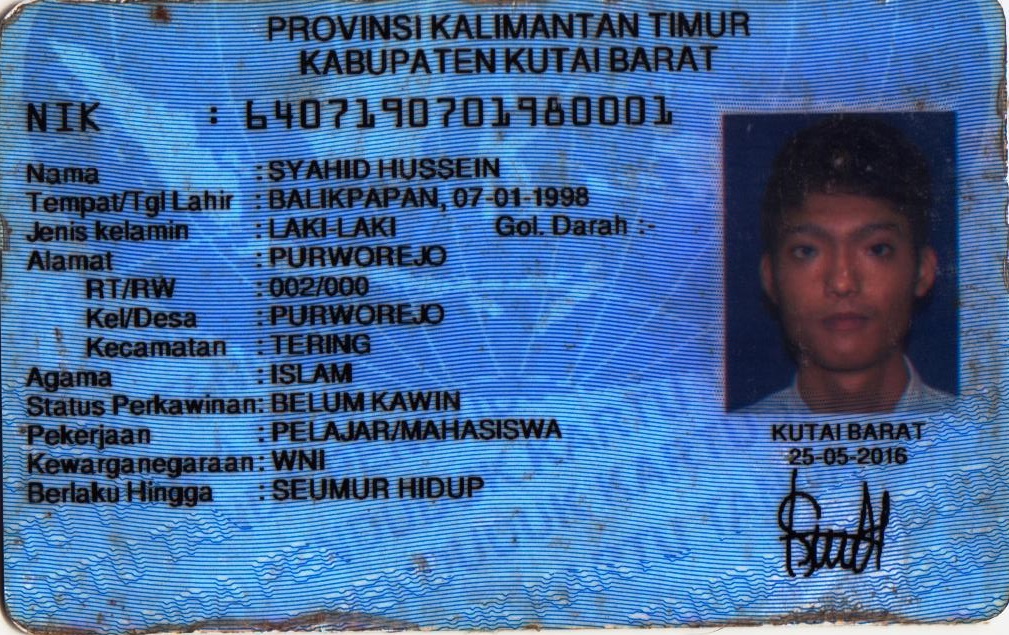 PROVINSI KALIMANTAN TIMUR
KABUPATEN KUTAI BARAT
NIK : 6407190701980001
Nama : SYAHID HUSSEIN
Tempat/Tgl Lahir : BALIKPAPAN, 07-01-1998
Jenis kelamin : LAKI-LAKI Gol. Darah :-
Alamat : PURWOREJO
RT/RW : 002/000
Kel/Desa : PURWOREJO
Kecamatan : TERING
Agama : ISLAM
Status Perkawinan: BELUM KAWIN
Pekerjaan : PELAJAR/MAHASISWA
Kewarganegaraan: WNI
Berlaku Hingga : SEUMUR HIDUP
KUTAI BARAT
25-05-2016